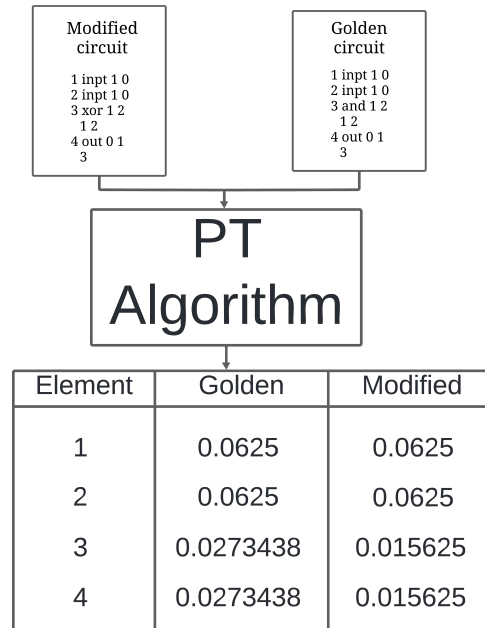 Modified
circuit
1 inpt 1 0
2 inpt 1 0
3 xor 1 2
1 2
4 out 0 1
3
Golden
circuit
1 inpt 1 0
2 inpt 1 0
3 and 1 2
1 2
4 out 0 1
3
PT
Algorithm
Element Golden Modified
1 0.0625 0.0625
2 0.0625 0.0625
3 0.0273438 0.015625
4 0.0273438 0.015625